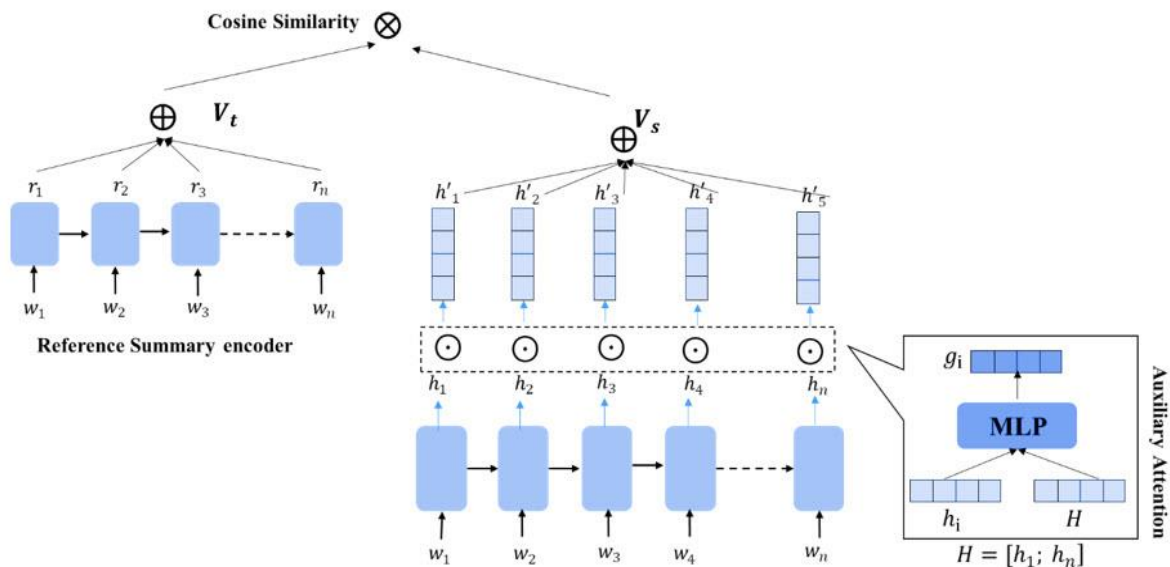 Cosine Similarity
V_t
V_s
r_1 r_2 r_3 r_n
h'_1 h'_2 h'_3 h'_4 h'_5
w_1 w_2 w_3 w_n
Reference Summary encoder
h_1 h_2 h_3 h_4 h_n
w_1 w_2 w_3 w_4 w_n
g_i
MLP
h_i H
H = [h_1; h_n]
Auxiliary Attention